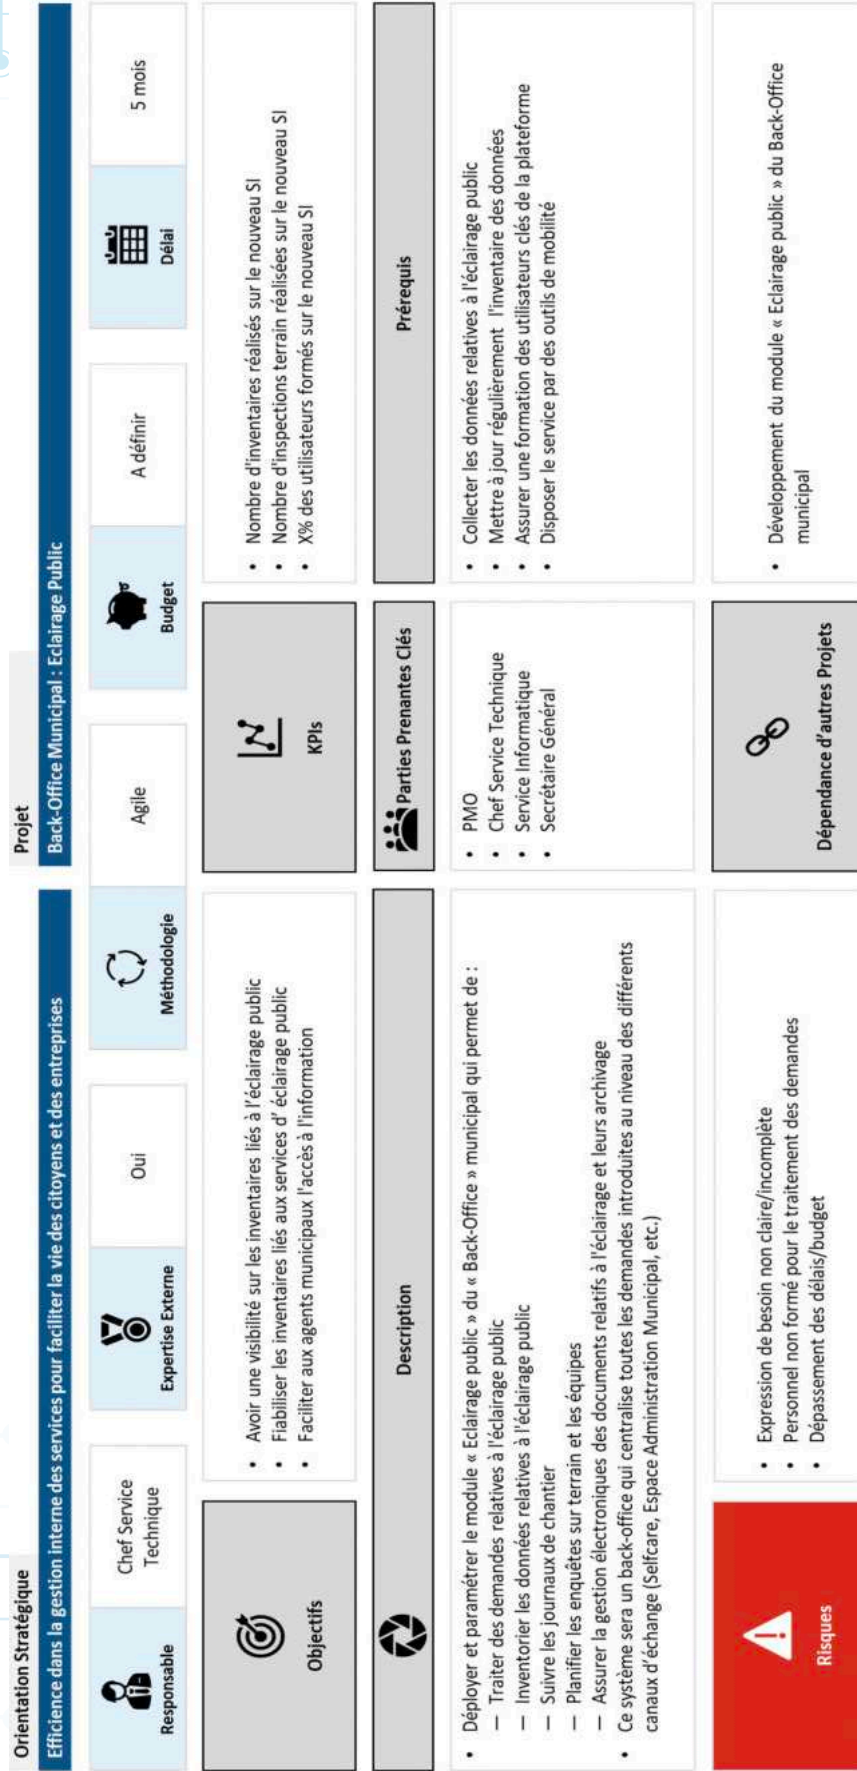 Orientation Stratégique
Efficience dans la gestion interne des services pour faciliter la vie des citoyens et des entreprises
Projet
Back-Office Municipal : Eclairage Public
Responsable
Chef Service
Technique
Expertise Externe
Oui
Méthodologie
Agile
Budget
A définir
Délai
5 mois
Objectifs
• Avoir une visibilité sur les inventaires liés à l'éclairage public
• Fiabiliser les inventaires liés aux services d' éclairage public
• Faciliter aux agents municipaux l'accès à l'information
KPIs
• Nombre d'inventaires réalisés sur le nouveau SI
• Nombre d'inspections terrain réalisées sur le nouveau SI
• X% des utilisateurs formés sur le nouveau SI
Description
• Déployer et paramétrer le module « Eclairage public » du « Back-Office » municipal qui permet de :
— Traiter des demandes relatives à l'éclairage public
— Inventorier les données relatives à l'éclairage public
— Suivre les journaux de chantier
— Planifier les enquêtes sur terrain et les équipes
— Assurer la gestion électroniques des documents relatifs à l'éclairage et leurs archivage
• Ce système sera un back-office qui centralise toutes les demandes introduites au niveau des différents
canaux d'échange (Selfcare, Espace Administration Municipal, etc.)
Parties Prenantes Clés
• PMO
• Chef Service Technique
• Service Informatique
• Secrétaire Général
Prérequis
• Collecter les données relatives à l'éclairage public
• Mettre à jour régulièrement l'inventaire des données
• Assurer une formation des utilisateurs clés de la plateforme
• Disposer le service par des outils de mobilité
Risques
• Expression de besoin non claire/incomplète
• Personnel non formé pour le traitement des demandes
• Dépassement des délais/budget
Dépendance d'autres Projets
• Développement du module « Eclairage public » du Back-Office
municipal